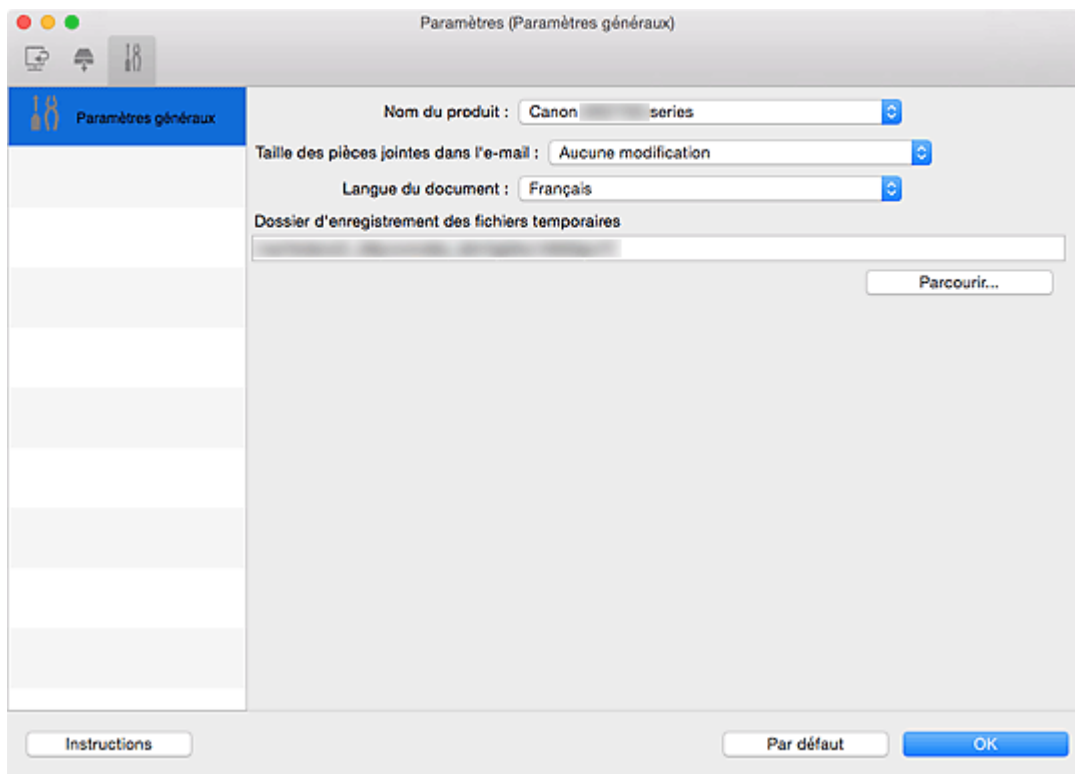 Paramètres (Paramètres généraux)
Paramètres généraux
Nom du produit : Canon series
Taille des pièces jointes dans l'e-mail : Aucune modification
Langue du document : Français
Dossier d'enregistrement des fichiers temporaires
Parcourir...
Instructions
Par défaut
OK